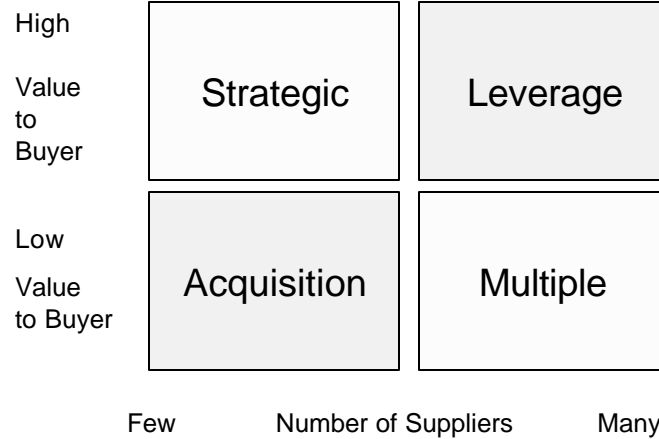 High
Value
to
Buyer
Strategic
Leverage
Low
Value
to Buyer
Acquisition
Multiple
Few
Number of Suppliers
Many